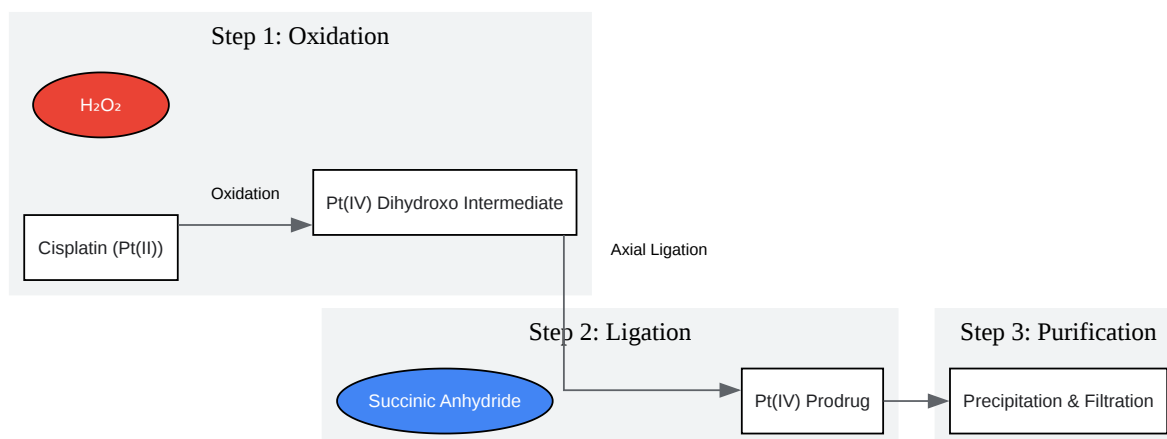 Step 1: Oxidation
H₂O₂
Oxidation
Pt(IV) Dihydroxo Intermediate
Cisplatin (Pt(II))
Axial Ligation
Step 2: Ligation
Step 3: Purification
Succinic Anhydride
Pt(IV) Prodrug
Precipitation & Filtration